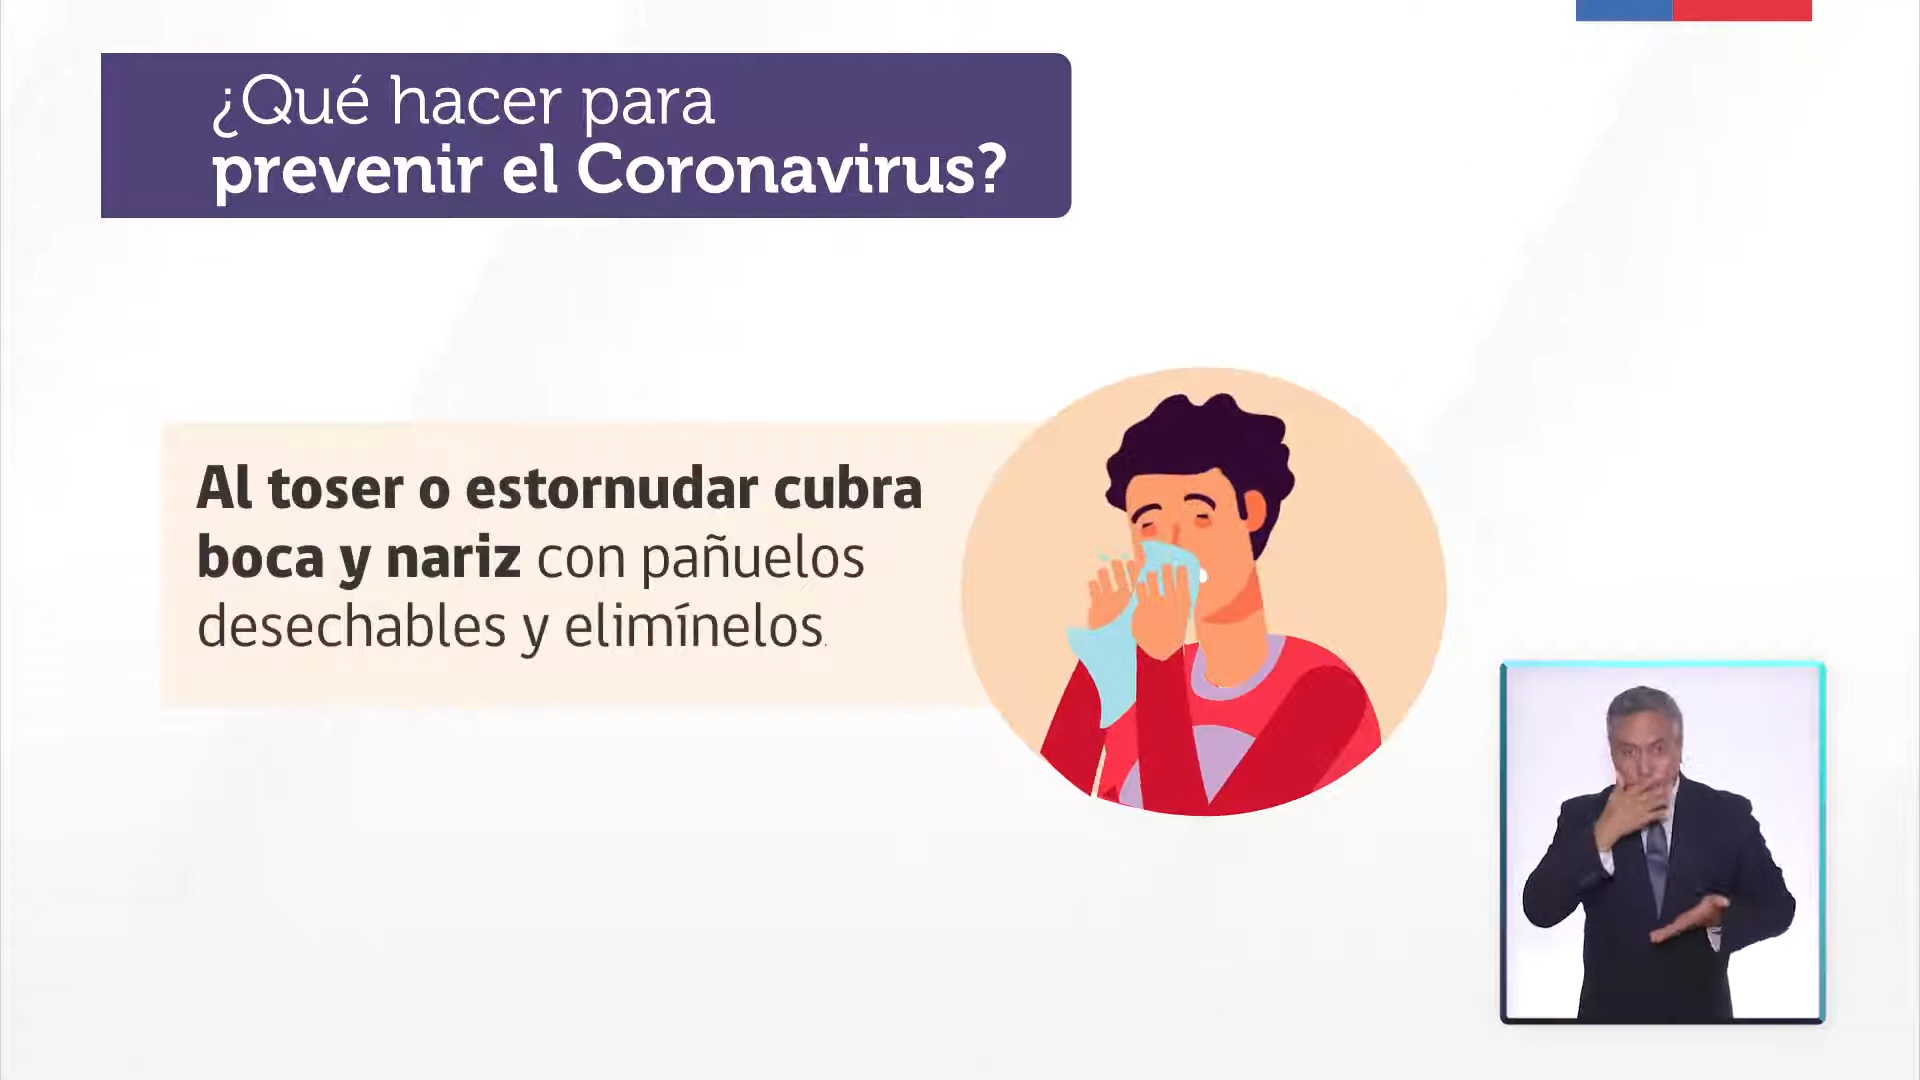 ¿Qué hacer para
prevenir el Coronavirus?
Al toser o estornudar cubra
boca y nariz con pañuelos
desechables y elimínelos.